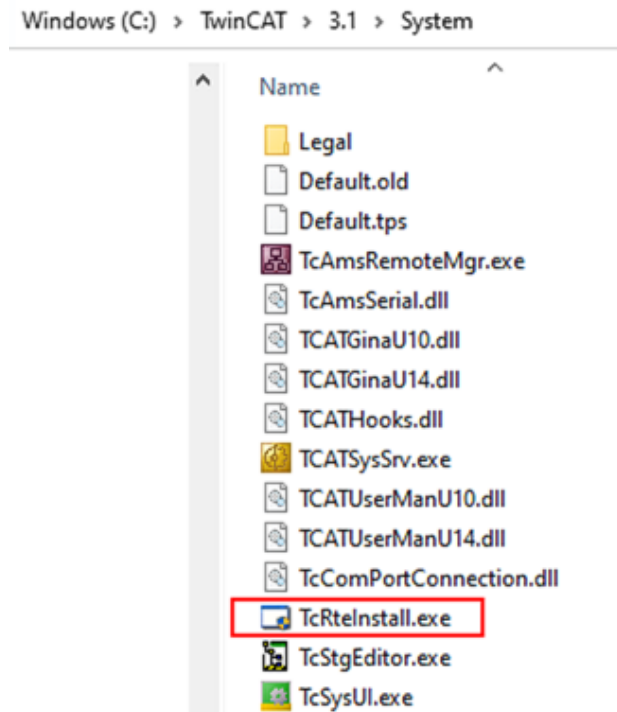 Windows (C:) > TwinCAT > 3.1 > System
Name
Legal
Default.old
Default.tps
TcAmsRemoteMgr.exe
TcAmsSerial.dll
TCATGinaU10.dll
TCATGinaU14.dll
TCATHooks.dll
TCATSysSrv.exe
TCATUserManU10.dll
TCATUserManU14.dll
TcComPortConnection.dll
TcRteInstall.exe
TcStgEditor.exe
TcSysUI.exe